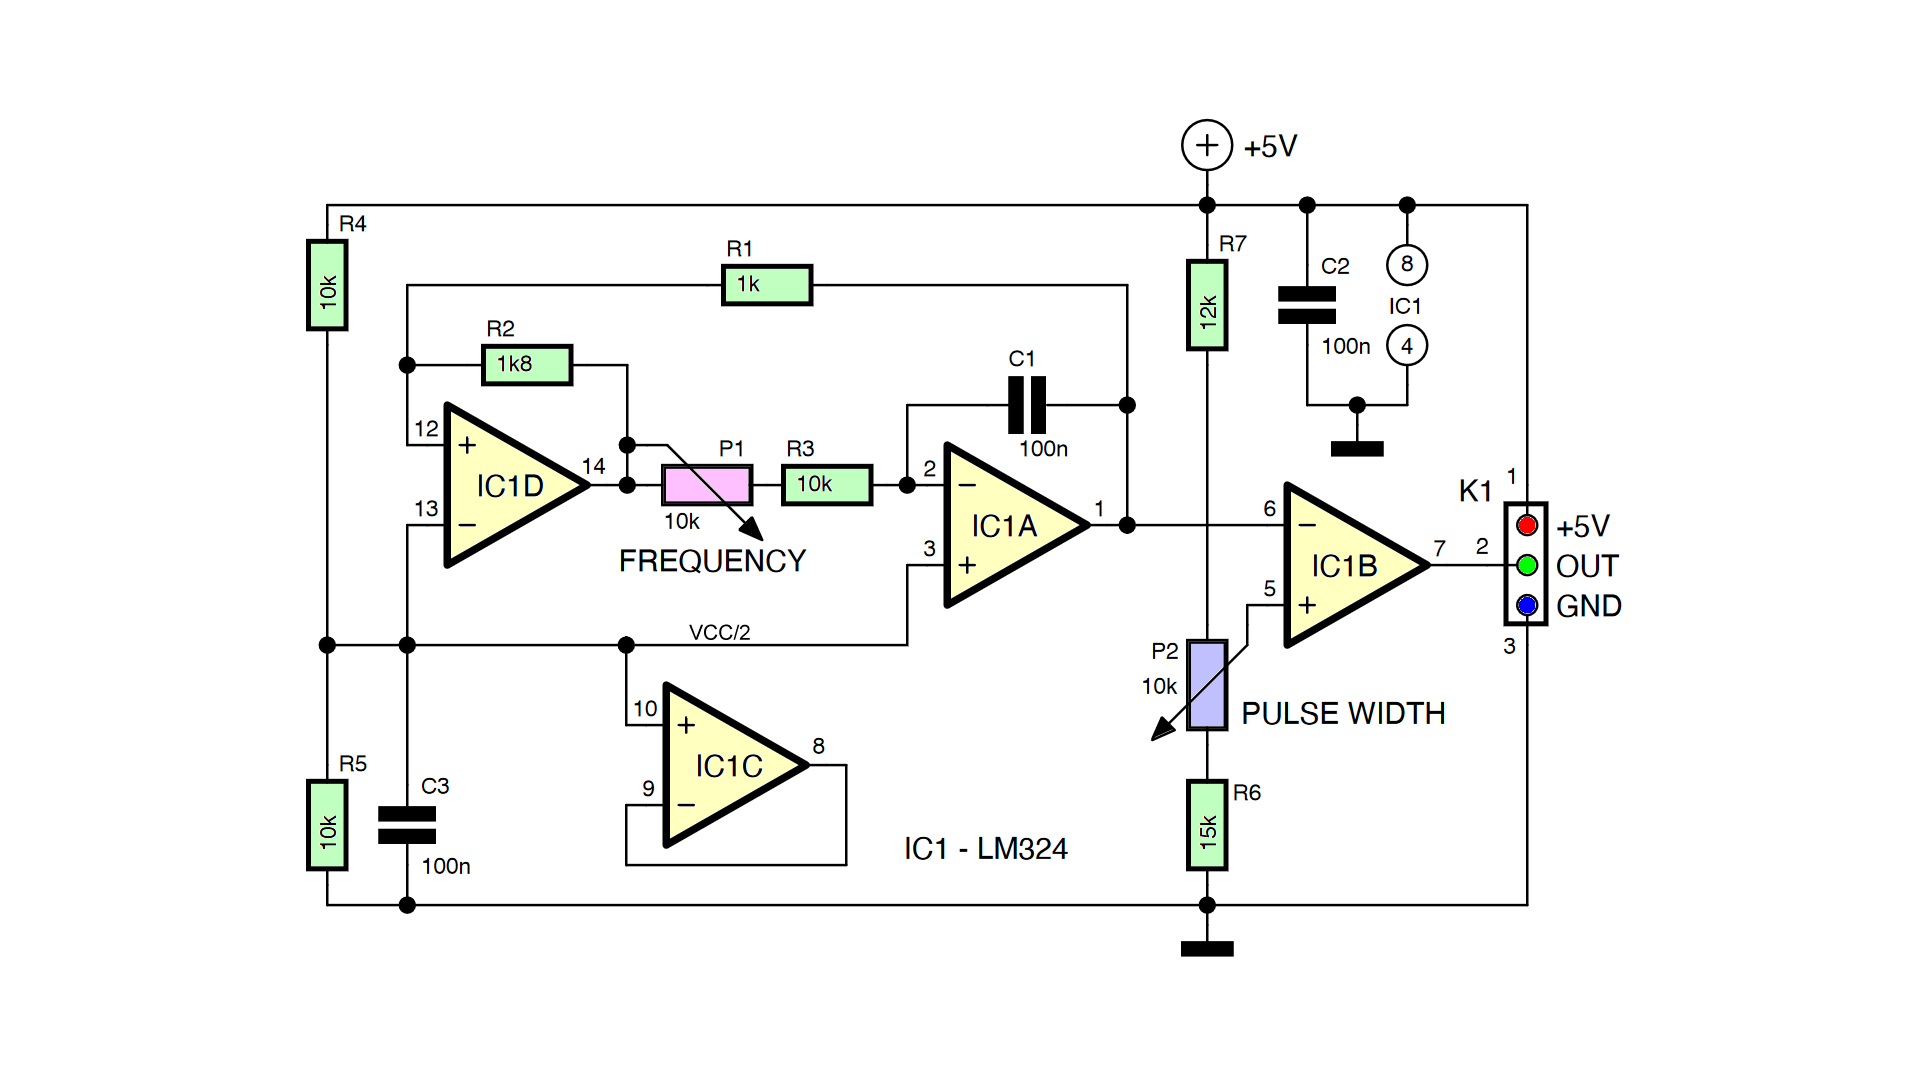 +5V
R4
10k
R1
1k
R7
12k
C2
100n
8
IC1
4
R2
1k8
C1
100n
12
+
13
−
IC1D
14
P1
10k
FREQUENCY
R3
10k
2
−
3
+
IC1A
1
K1
1
+5V
2
OUT
GND
3
6
−
5
+
IC1B
7
VCC/2
P2
10k
PULSE WIDTH
10
+
9
−
IC1C
8
R5
10k
C3
100n
IC1 - LM324
R6
15k